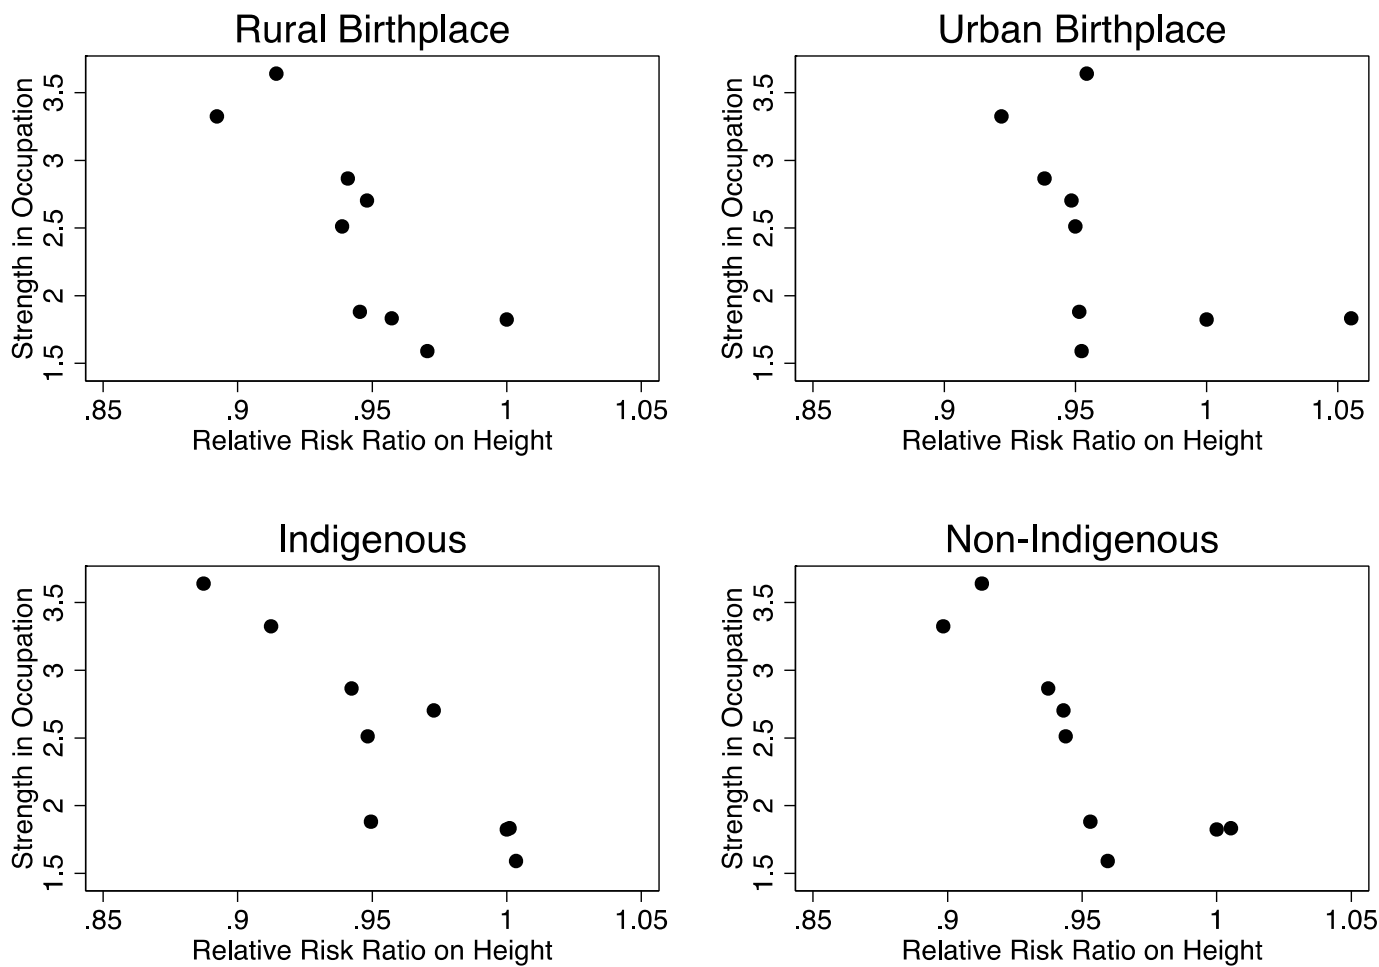 Rural Birthplace
Strength in Occupation
3.5
3
2.5
2
1.5
.85 .9 .95 1 1.05
Relative Risk Ratio on Height
Urban Birthplace
Strength in Occupation
3.5
3
2.5
2
1.5
.85 .9 .95 1 1.05
Relative Risk Ratio on Height
Indigenous
Strength in Occupation
3.5
3
2.5
2
1.5
.85 .9 .95 1 1.05
Relative Risk Ratio on Height
Non-Indigenous
Strength in Occupation
3.5
3
2.5
2
1.5
.85 .9 .95 1 1.05
Relative Risk Ratio on Height